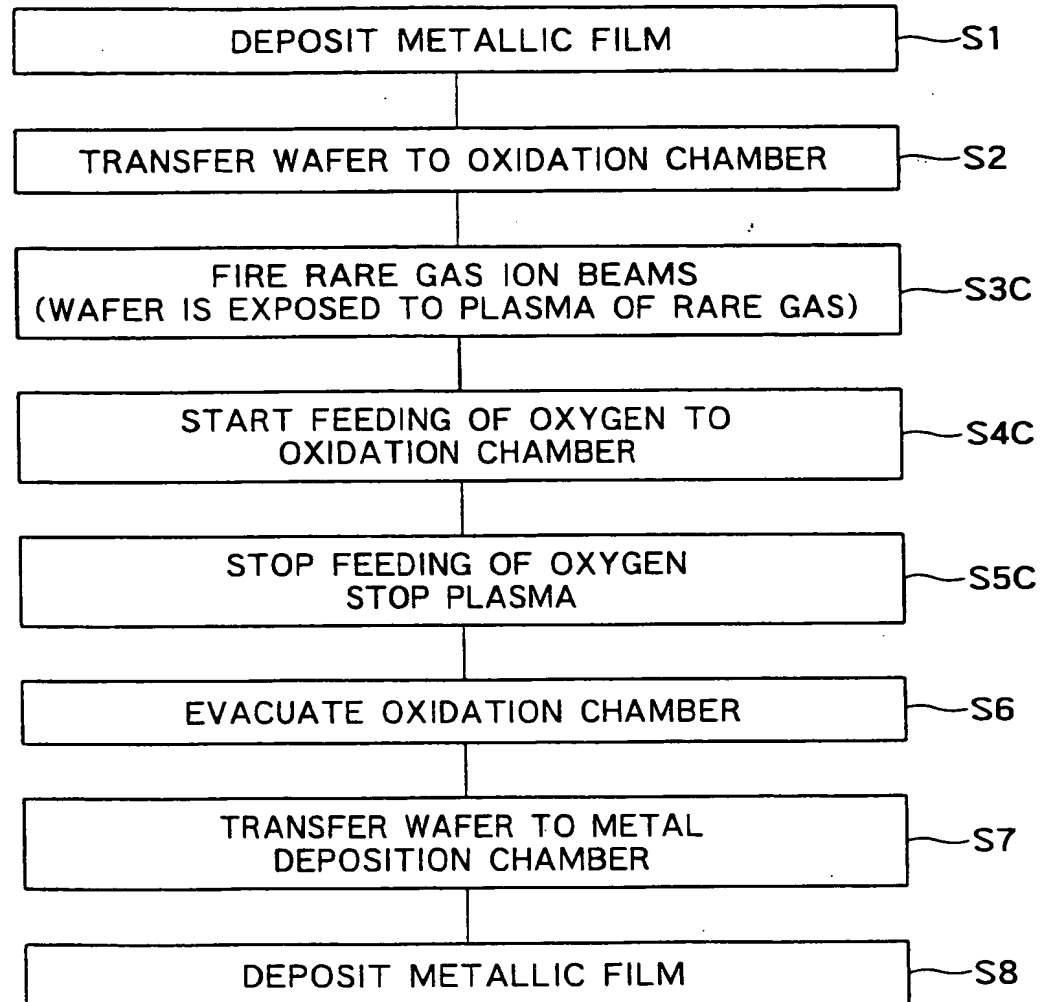 DEPOSIT METALLIC FILM
S1
TRANSFER WAFER TO OXIDATION CHAMBER
S2
FIRE RARE GAS ION BEAMS
(WAFER IS EXPOSED TO PLASMA OF RARE GAS)
S3C
START FEEDING OF OXYGEN TO
OXIDATION CHAMBER
S4C
STOP FEEDING OF OXYGEN
STOP PLASMA
S5C
EVACUATE OXIDATION CHAMBER
S6
TRANSFER WAFER TO METAL
DEPOSITION CHAMBER
S7
DEPOSIT METALLIC FILM
S8